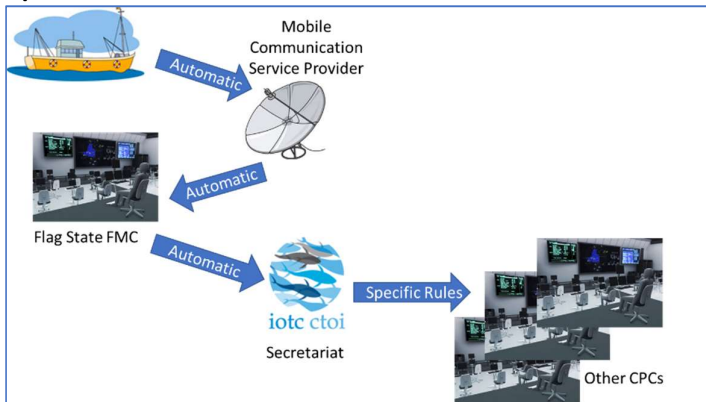 Mobile
Communication
Service Provider
Automatic
Automatic
Flag State FMC
Automatic
iotc ctoi
Secretariat
Specific Rules
Other CPCs